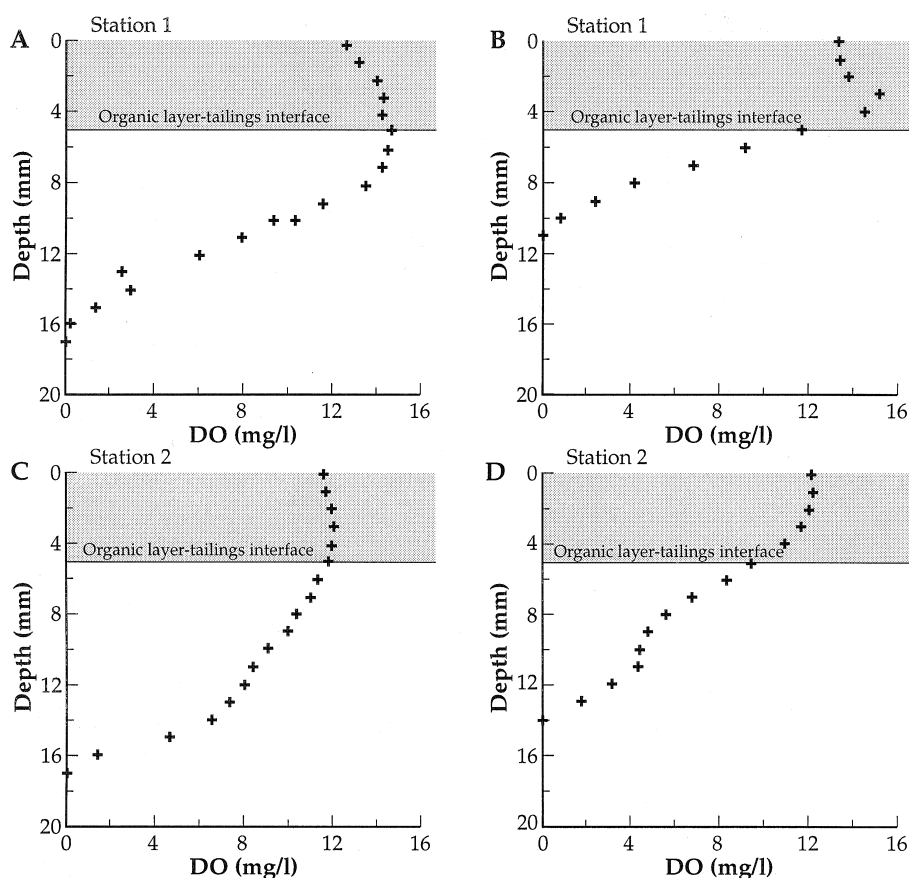 A
Station 1
0
4
8
12
16
20
Depth (mm)
Organic layer-tailings interface
0 4 8 12 16
DO (mg/l)
B
Station 1
0
4
8
12
16
20
Depth (mm)
Organic layer-tailings interface
0 4 8 12 16
DO (mg/l)
C
Station 2
0
4
8
12
16
20
Depth (mm)
Organic layer-tailings interface
0 4 8 12 16
DO (mg/l)
D
Station 2
0
4
8
12
16
20
Depth (mm)
Organic layer-tailings interface
0 4 8 12 16
DO (mg/l)